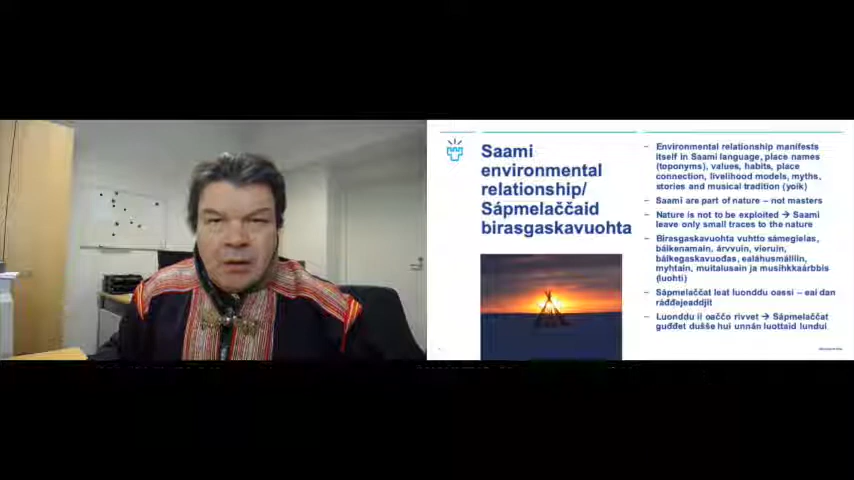 Saami
environmental
relationship/
Sápmelaččaid
birasgaskavuohta
– Environmental relationship manifests
itself in Saami language, place names
(toponyms), values, habits, place
connection, livelihood models, myths,
stories and musical tradition (yoik)
– Saami are part of nature – not masters
– Nature is not to be exploited → Saami
leave only small traces to the nature
– Birasgaskavuohta vuhtto sámegielas,
báikenamain, árvvuin, vieruin,
báikegaskavuođas, ealáhusmálliin,
myhtain, muitalusain ja musihkkaárbbis
(luohti)
– Sápmelaččat leat luonddu oassi – eai dan
ráđđejeaddjit
– Luonddu ii oaččo rivvet → Sápmelaččat
guđđet dušše hui unnán luottaid lundui